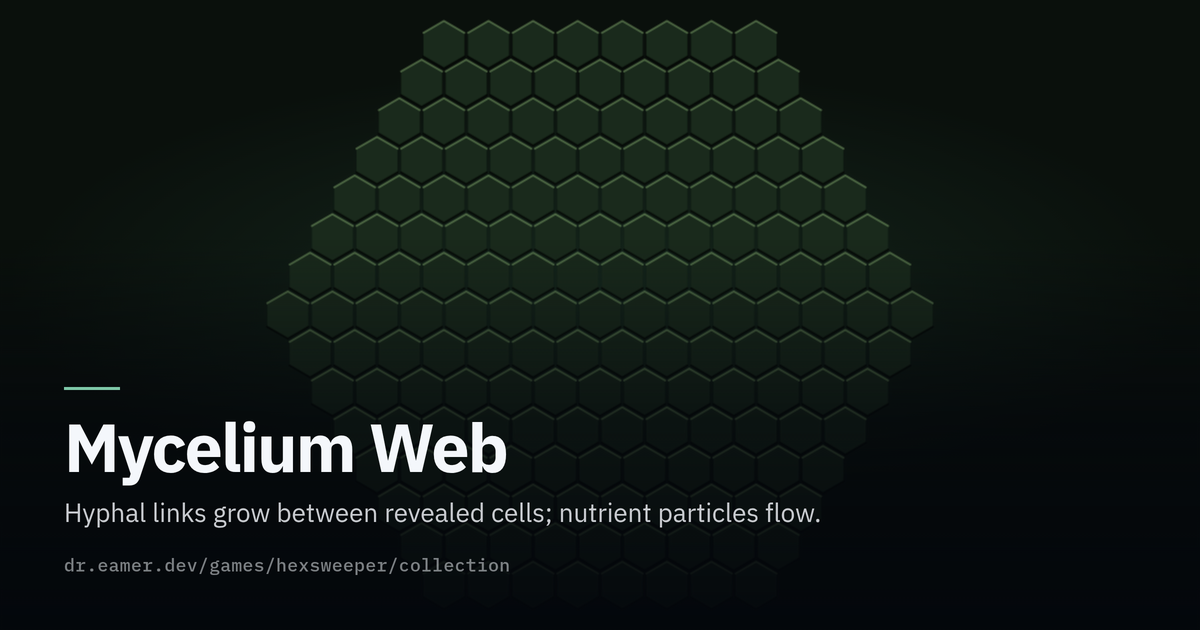 Mycelium Web
Hyphal links grow between revealed cells; nutrient particles flow.
dr.eamer.dev/games/hexsweeper/collection